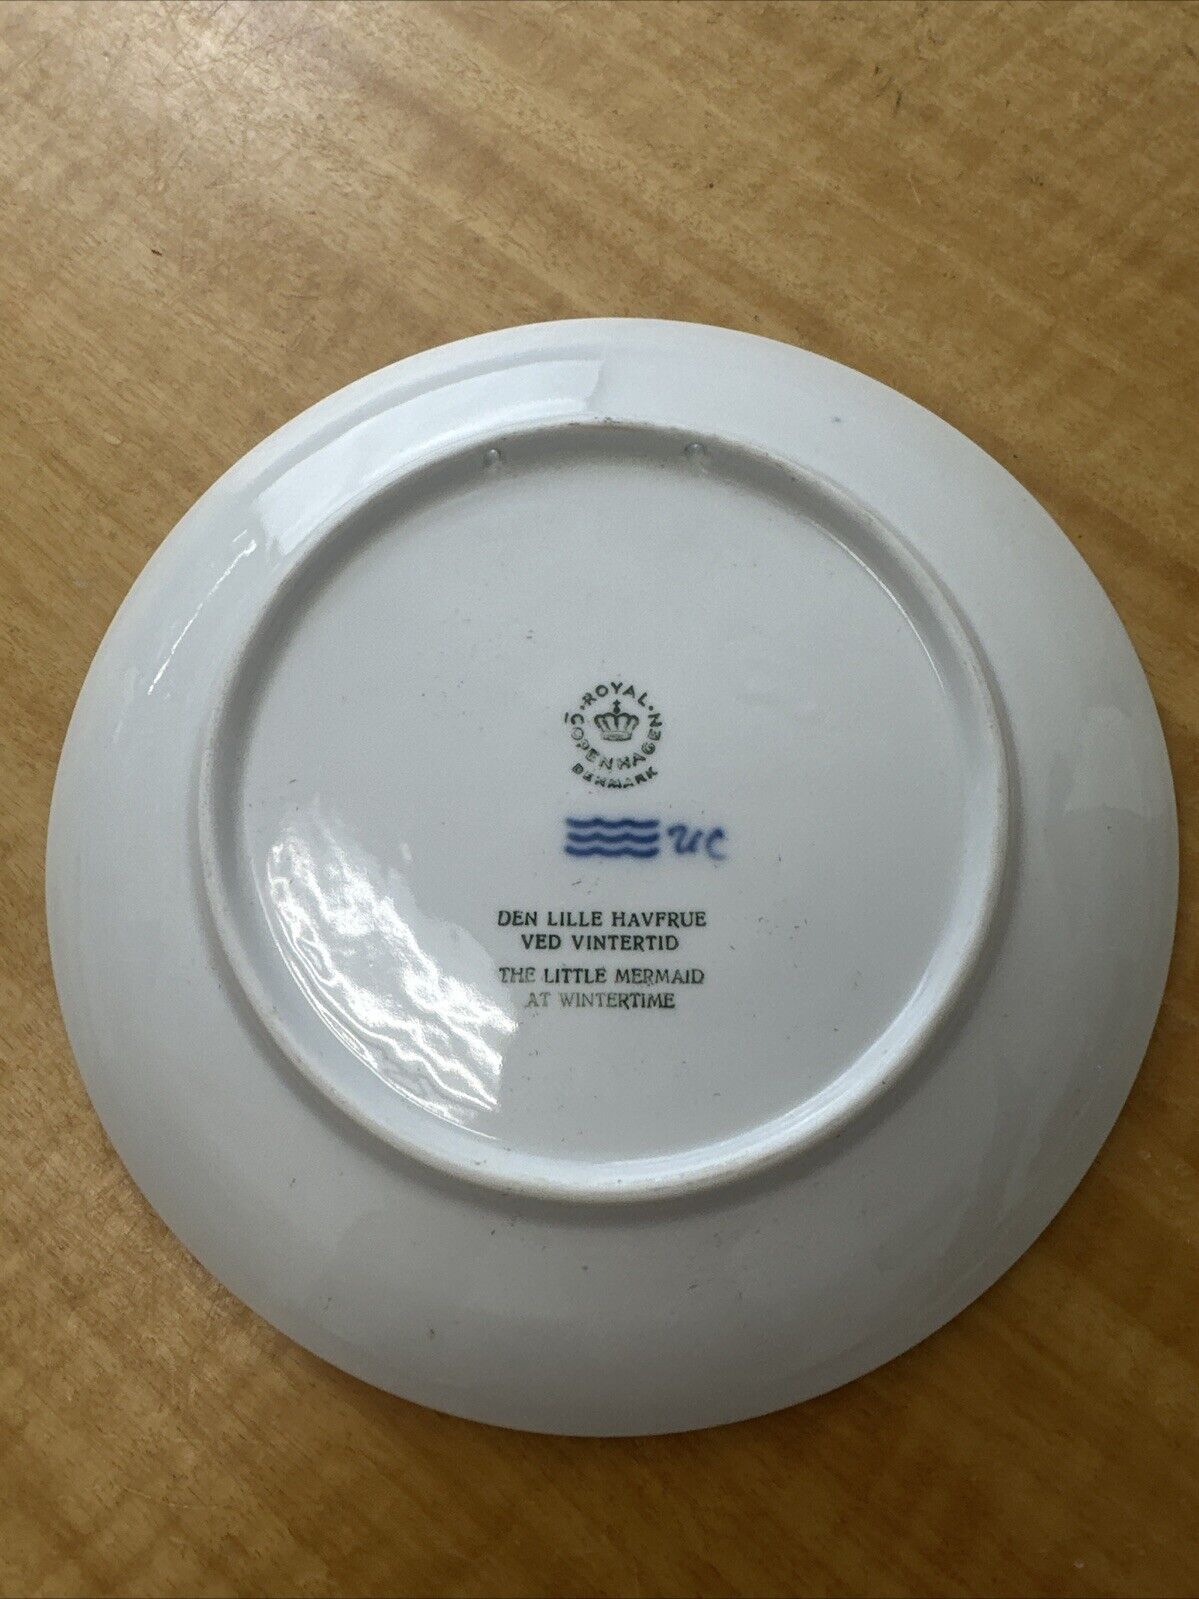 ROYAL
COPENHAGEN
DENMARK
UC
DEN LILLE HAVFRUE
VED VINTERTID
THE LITTLE MERMAID
AT WINTERTIME